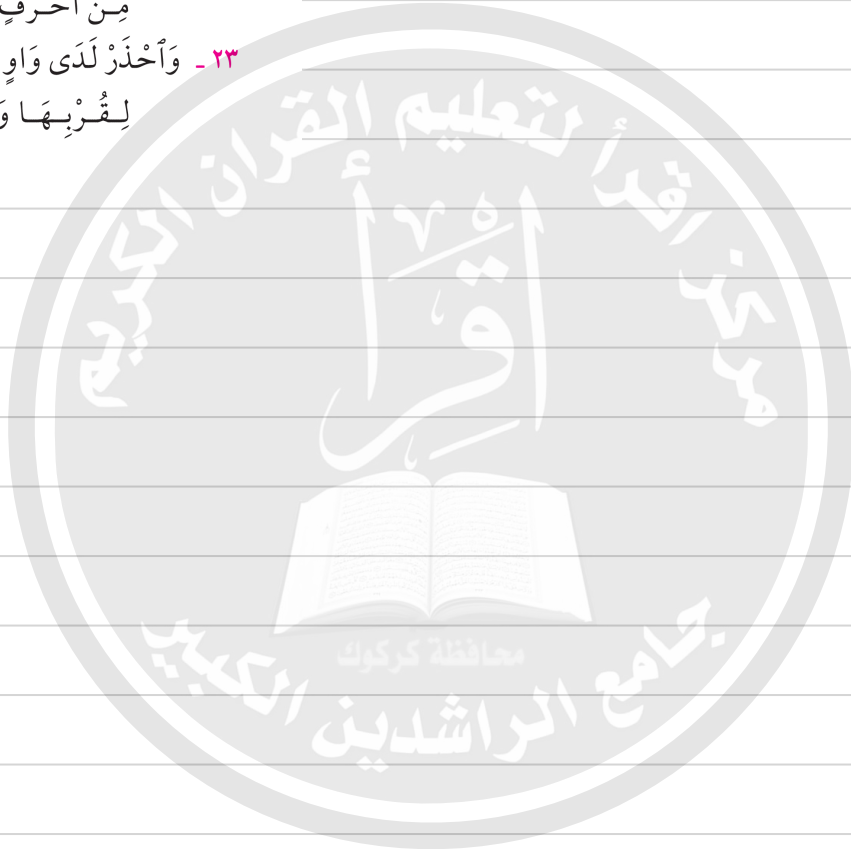 مِـنْ أَحْـرُفٍ
٢٣ ـ وَٱحْذَرْ لَدَى وَاوٍ
لِـقُـرْبِـهَـا
مركز اقرأ لتعليم القرآن الكريم
اقرأ
محافظة كركوك
جامع الراشدين الكبير